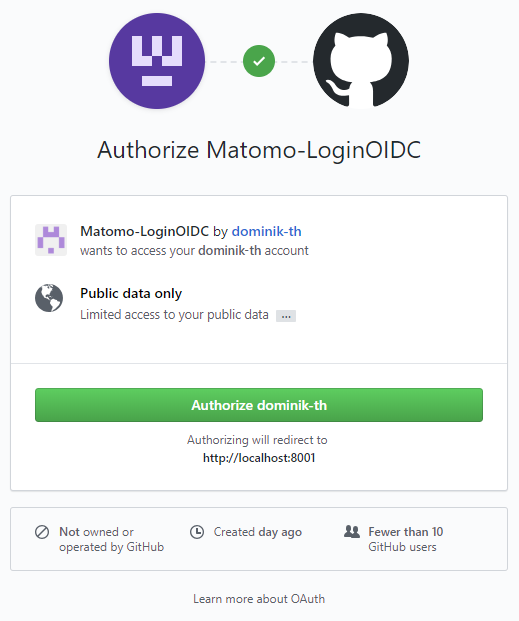 Authorize Matomo-LoginOIDC
Matomo-LoginOIDC by dominik-th
wants to access your dominik-th account
Public data only
Limited access to your public data ...
Authorize dominik-th
Authorizing will redirect to
http://localhost:8001
Not owned or
operated by GitHub
Created day ago
Fewer than 10
GitHub users
Learn more about OAuth